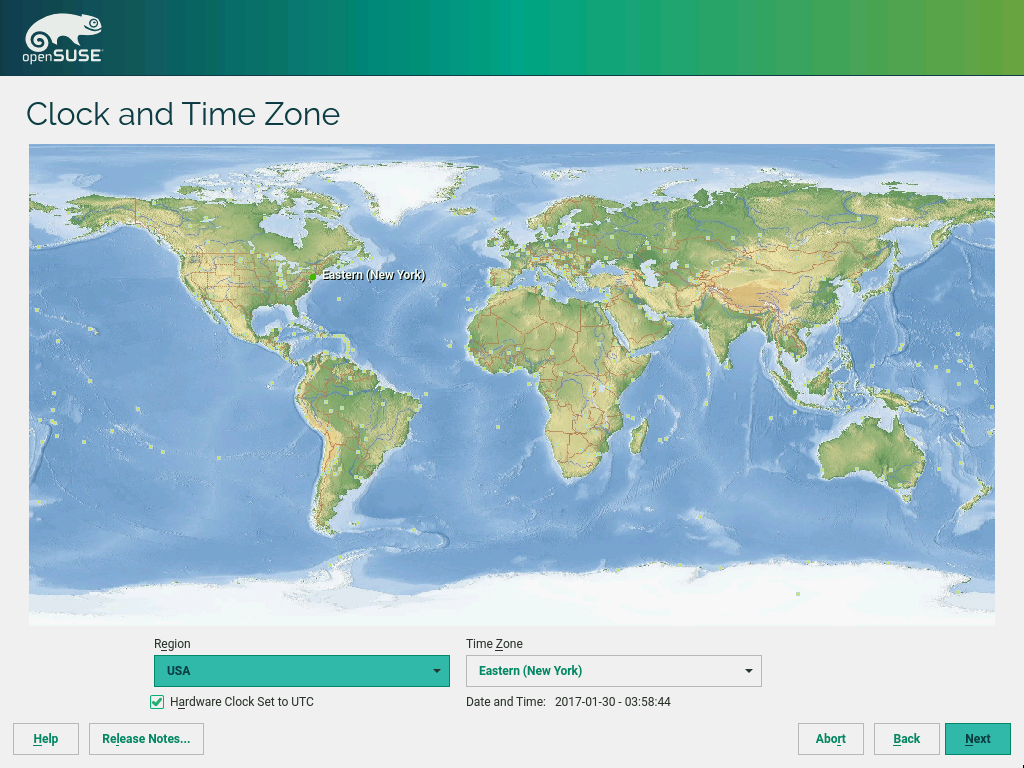 openSUSE
Clock and Time Zone
Eastern (New York)
Region
Time Zone
USA
Eastern (New York)
Hardware Clock Set to UTC
Date and Time: 2017-01-30 - 03:58:44
Help
Release Notes...
Abort
Back
Next